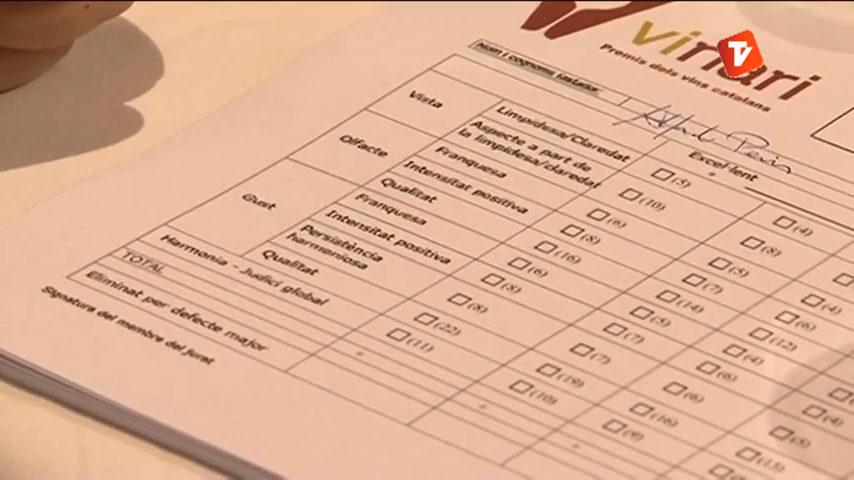 vinari
Premis dels vins catalans
Nom i cognoms tastador
Excel·lent
Vista
Limpidesa/Claredat
(5)
(4)
Aspecte a part de
la limpidesa/claredat
(10)
(8)
Olfacte
Franquesa
(6)
(5)
(4)
Intensitat positiva
(8)
(7)
(6)
Qualitat
(16)
(14)
(12)
Gust
Franquesa
(6)
(5)
(4)
Intensitat positiva
(8)
(7)
(6)
Persistència
harmoniosa
(8)
(7)
(6)
(5)
Qualitat
(22)
(19)
(16)
(13)
Harmonia - Judici global
(11)
(10)
(9)
TOTAL
Eliminat per defecte major
Signatura del membre del jurat